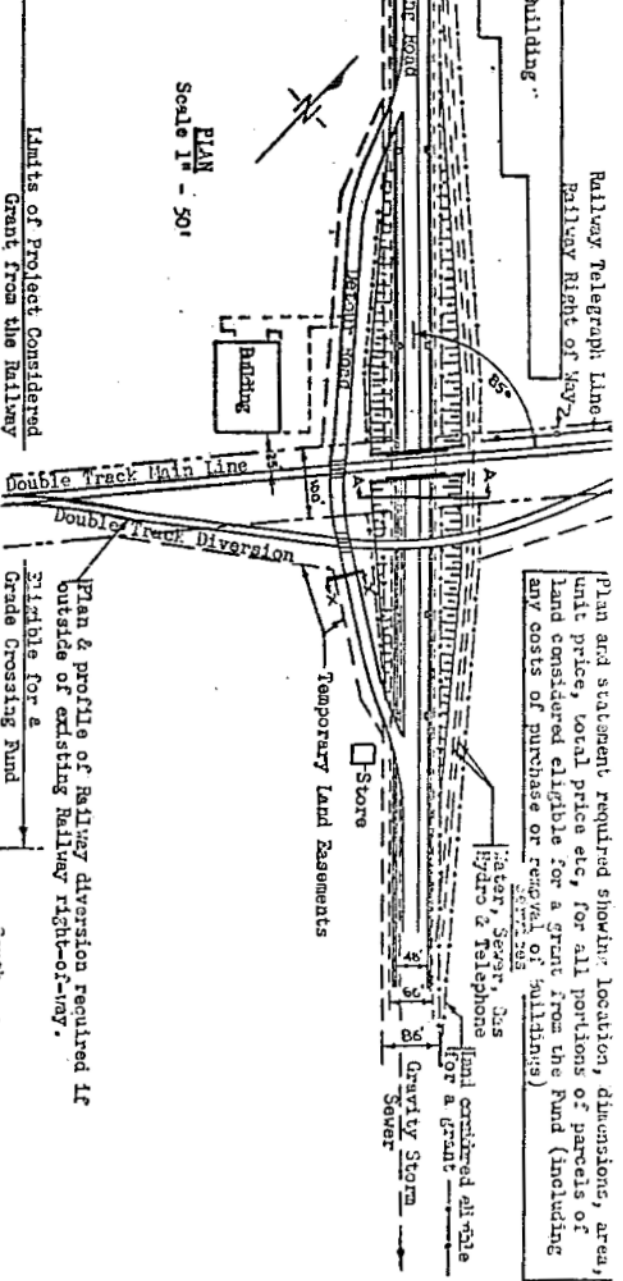 uilding"
Railway Telegraph Line
Railway Right of Way
Plan and statement required showing location, dimensions, area,
unit price, total price etc, for all portions of parcels of
land considered eligible for a grant from the Fund (including
any costs of purchase or removal of buildings)
ng Road
85°
PLAN
Scale 1" - 50'
Detour Road
Building
25'
100'
A
A
Double Track Main Line
Double Track Diversion
X
X
Temporary Land Easements
Store
Water, Sewer, Gas
Hydro & Telephone
Services
Land considered eligible
for a grant
48'
66'
86'
Gravity Storm
Sewer
Plan & profile of Railway diversion required if
outside of existing Railway right-of-way.
Limits of Project Considered
Grant from the Railway
Eligible for a
Grade Crossing Fund